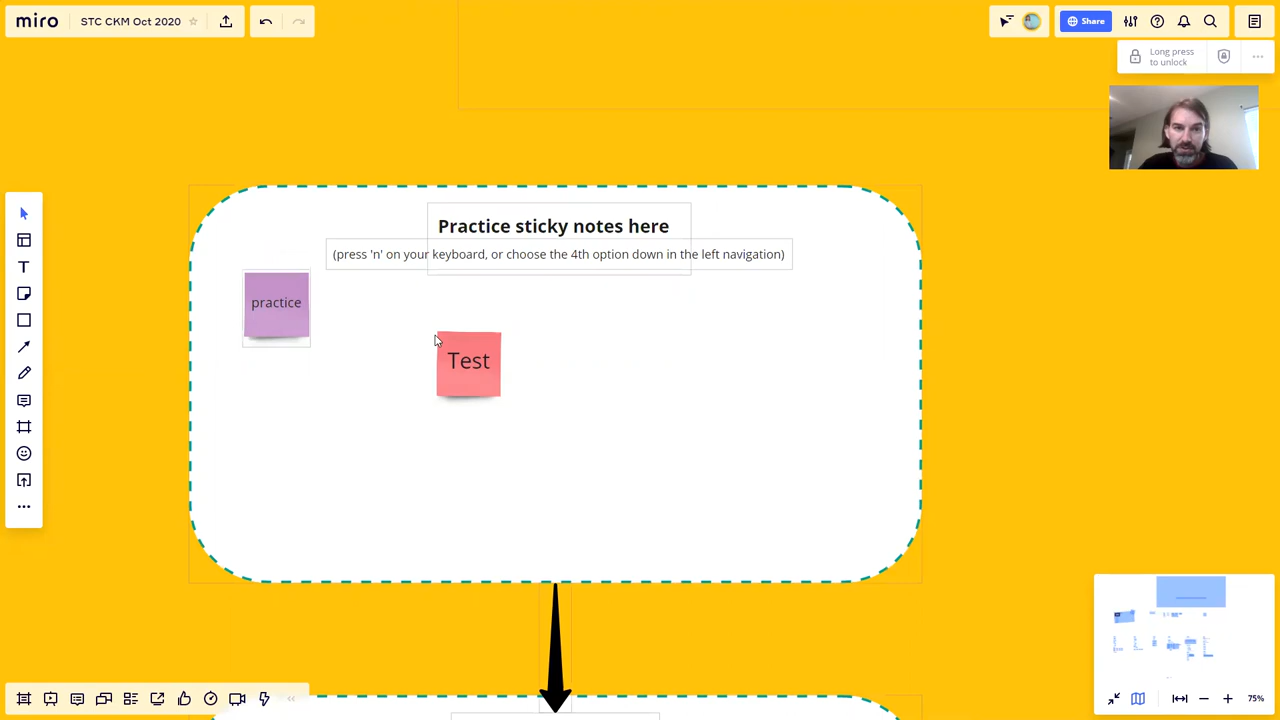 miro
STC CKM Oct 2020
Share
Long press
to unlock
Practice sticky notes here
(press 'n' on your keyboard, or choose the 4th option down in the left navigation)
practice
Test
75%